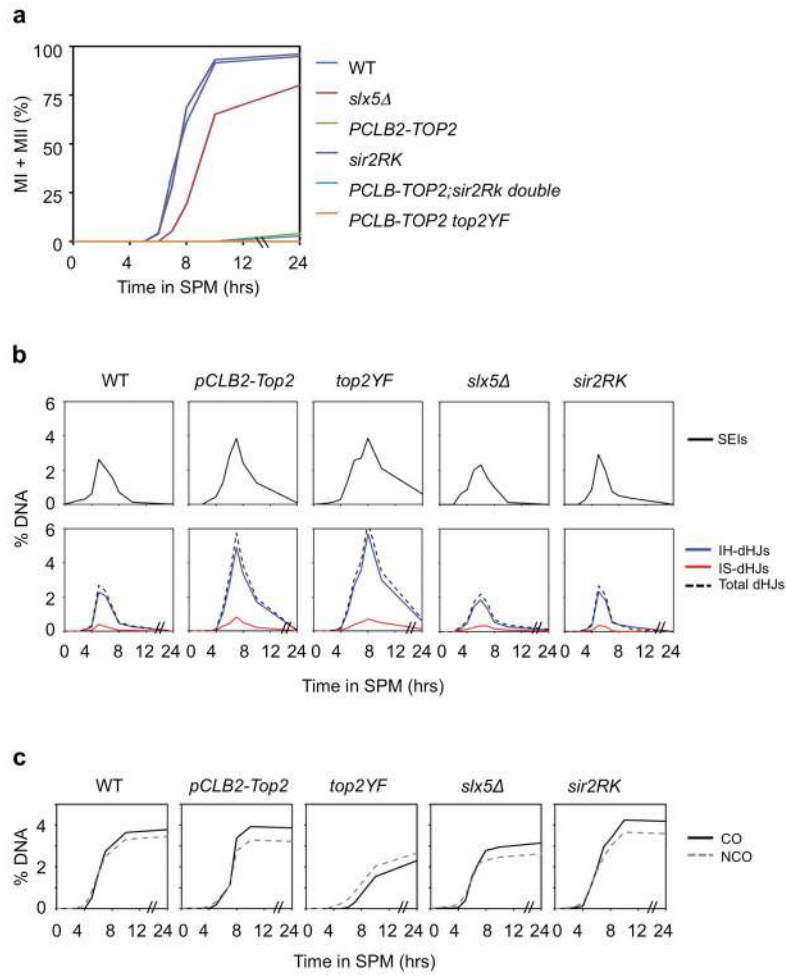 a
100
75
50
25
0
MI + MII (%)
0 4 8 12 24
Time in SPM (hrs)
WT
slx5Δ
PCLB2-TOP2
sir2RK
PCLB-TOP2;sir2Rk double
PCLB-TOP2 top2YF
b
WT pCLB2-Top2 top2YF slx5Δ sir2RK
6
4
2
0
SEIs
% DNA
6
4
2
0
IH-dHJs
IS-dHJs
Total dHJs
0 4 8 12 24 0 4 8 12 24 0 4 8 12 24 0 4 8 12 24 0 4 8 12 24
Time in SPM (hrs)
c
WT pCLB2-Top2 top2YF slx5Δ sir2RK
4
2
0
% DNA
CO
NCO
0 4 8 12 24 0 4 8 12 24 0 4 8 12 24 0 4 8 12 24 0 4 8 12 24
Time in SPM (hrs)